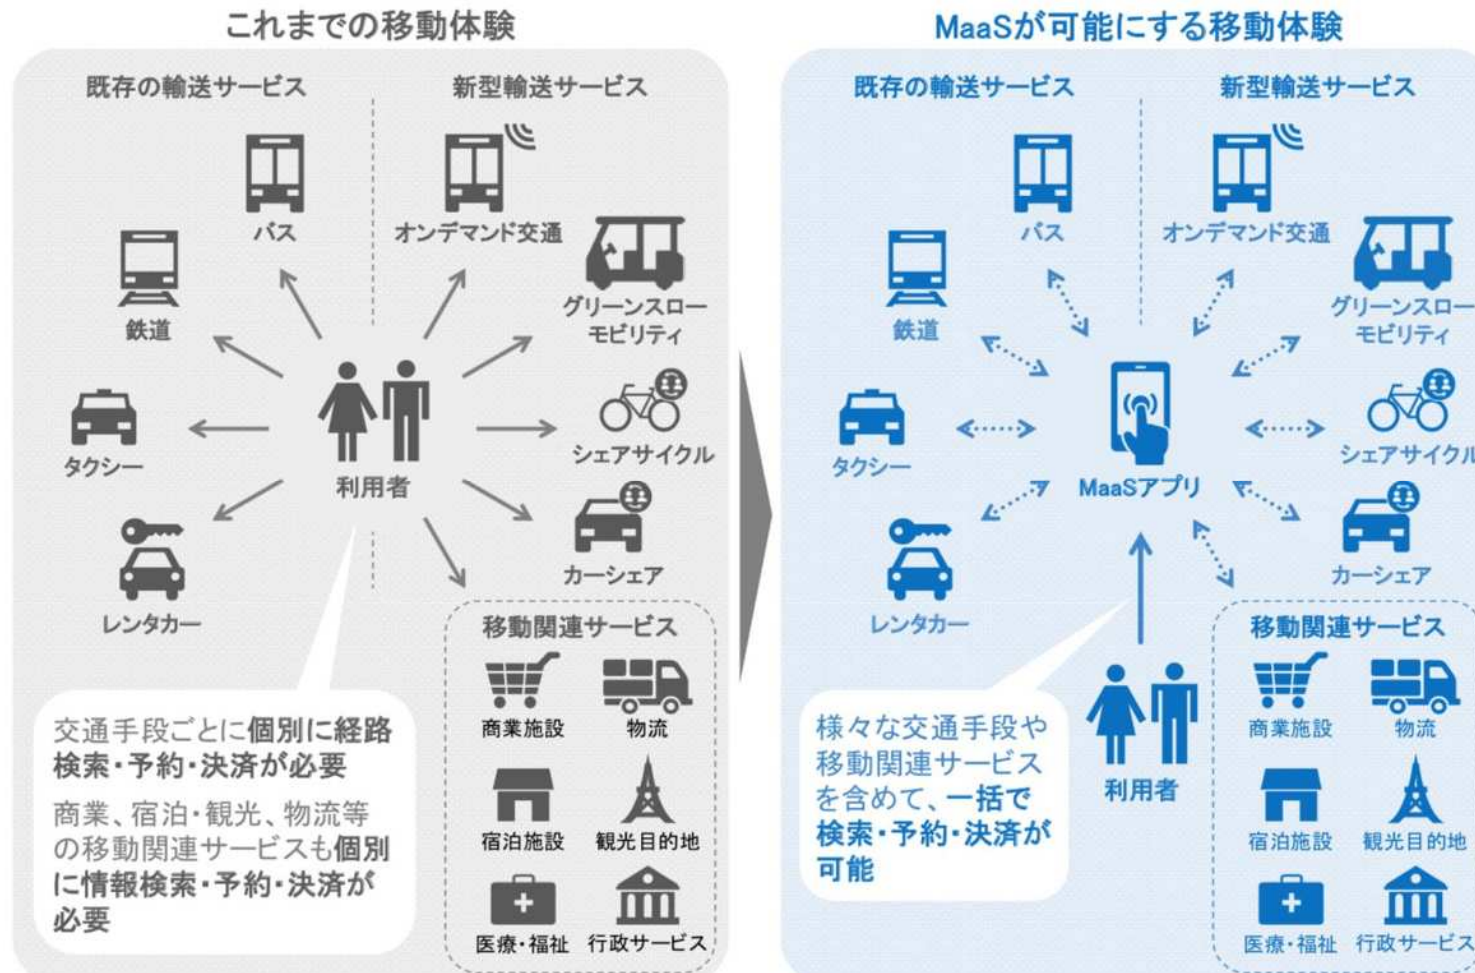 これまでの移動体験
既存の輸送サービス
新型輸送サービス
バス
オンデマンド交通
鉄道
グリーンスロー
モビリティ
タクシー
利用者
シェアサイクル
レンタカー
カーシェア
移動関連サービス
商業施設
物流
宿泊施設
観光目的地
医療・福祉
行政サービス
交通手段ごとに個別に経路
検索・予約・決済が必要
商業、宿泊・観光、物流等
の移動関連サービスも個別
に情報検索・予約・決済が
必要
MaaSが可能にする移動体験
既存の輸送サービス
新型輸送サービス
バス
オンデマンド交通
鉄道
グリーンスロー
モビリティ
タクシー
MaaSアプリ
シェアサイクル
レンタカー
カーシェア
移動関連サービス
商業施設
物流
宿泊施設
観光目的地
医療・福祉
行政サービス
利用者
様々な交通手段や
移動関連サービス
を含めて、一括で
検索・予約・決済が
可能